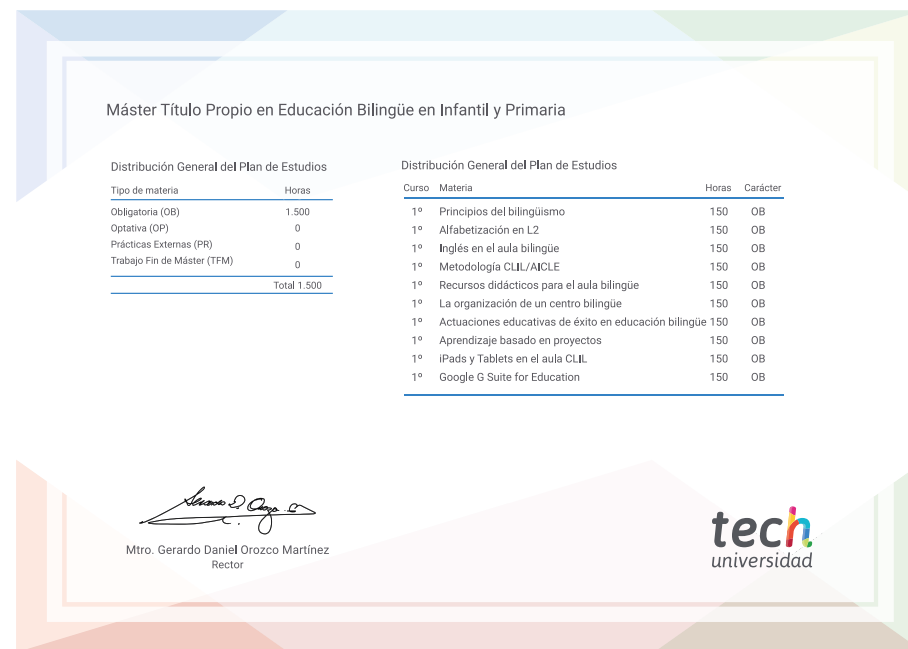 Máster Título Propio en Educación Bilingüe en Infantil y Primaria
Distribución General del Plan de Estudios
Tipo de materia Horas
Obligatoria (OB) 1.500
Optativa (OP) 0
Prácticas Externas (PR) 0
Trabajo Fin de Máster (TFM) 0
Total 1.500
Distribución General del Plan de Estudios
Curso Materia Horas Carácter
1º Principios del bilingüismo 150 OB
1º Alfabetización en L2 150 OB
1º Inglés en el aula bilingüe 150 OB
1º Metodología CLIL/AICLE 150 OB
1º Recursos didácticos para el aula bilingüe 150 OB
1º La organización de un centro bilingüe 150 OB
1º Actuaciones educativas de éxito en educación bilingüe 150 OB
1º Aprendizaje basado en proyectos 150 OB
1º iPads y Tablets en el aula CLIL 150 OB
1º Google G Suite for Education 150 OB
Mtro. Gerardo Daniel Orozco Martínez
Rector
tech
universidad